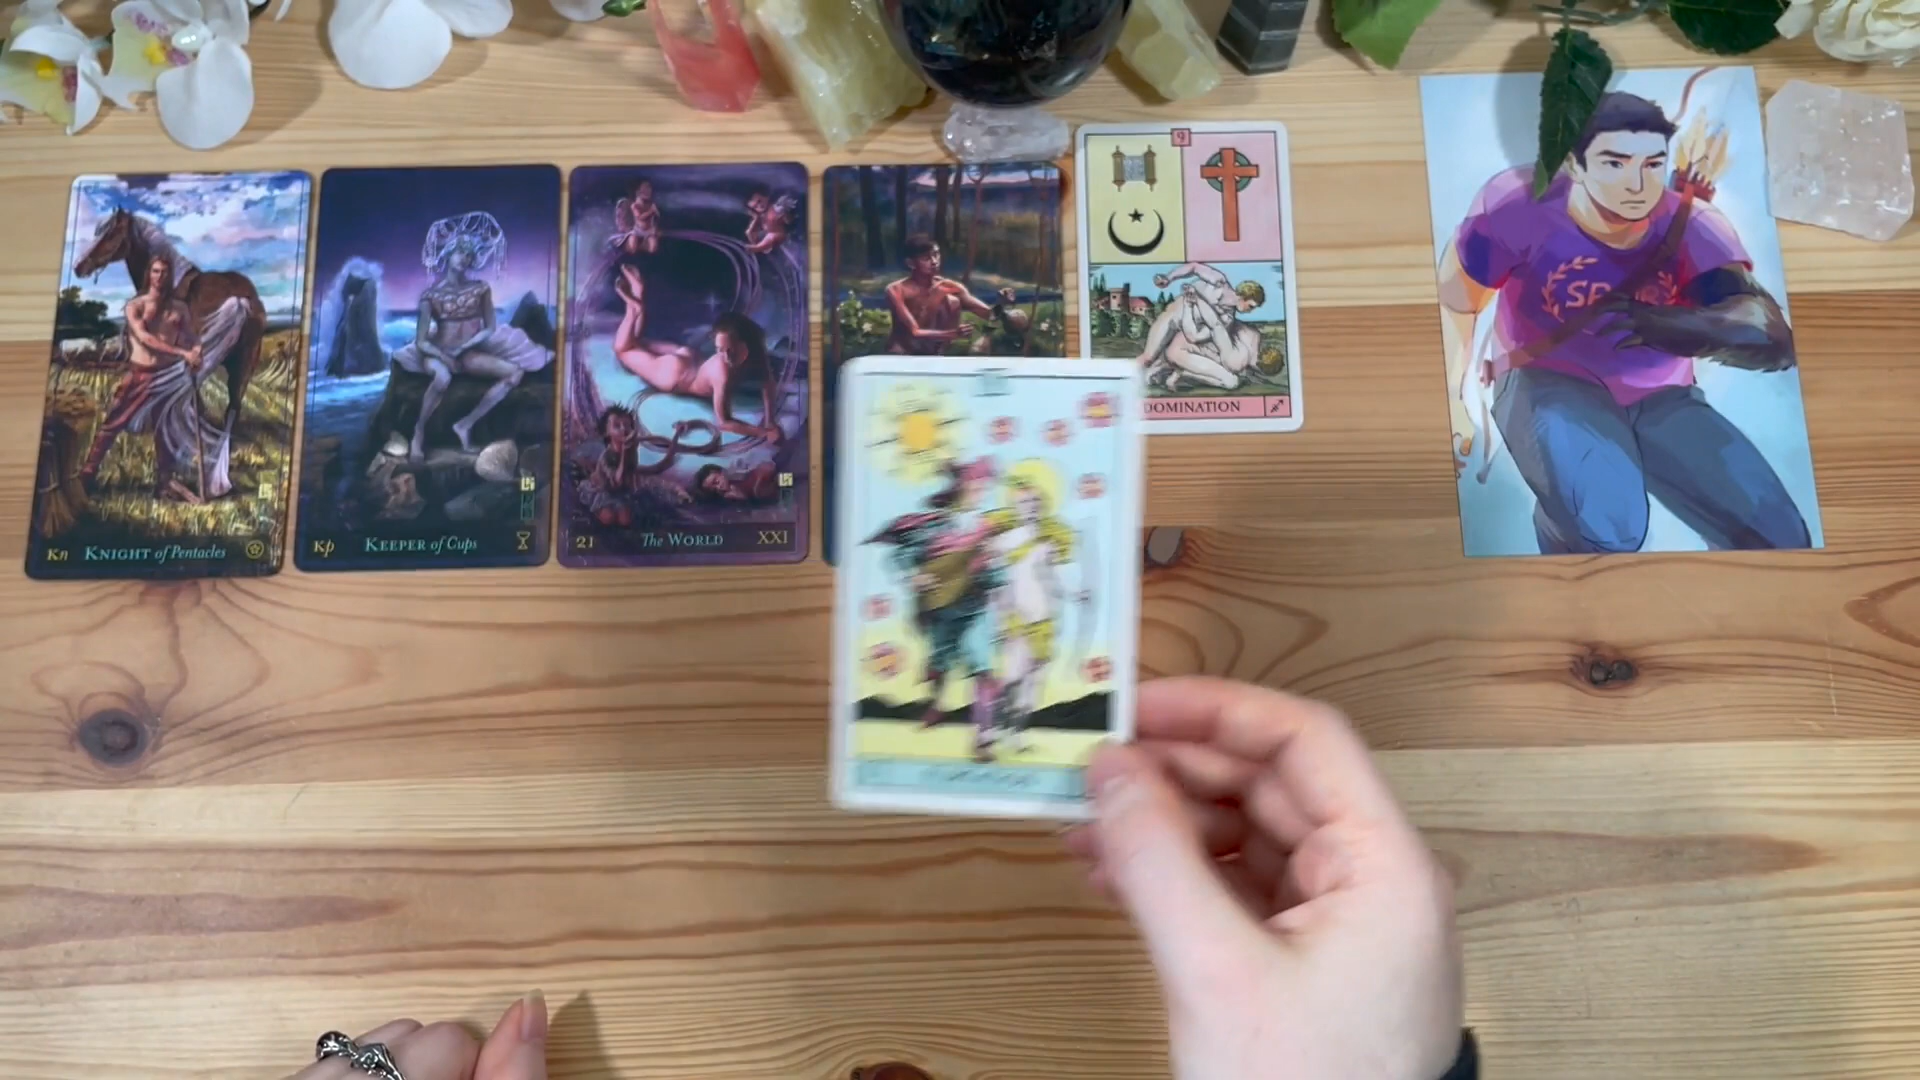 Kn KNIGHT of Pentacles
Kp KEEPER of Cups
21 The WORLD XXI
9
DOMINATION